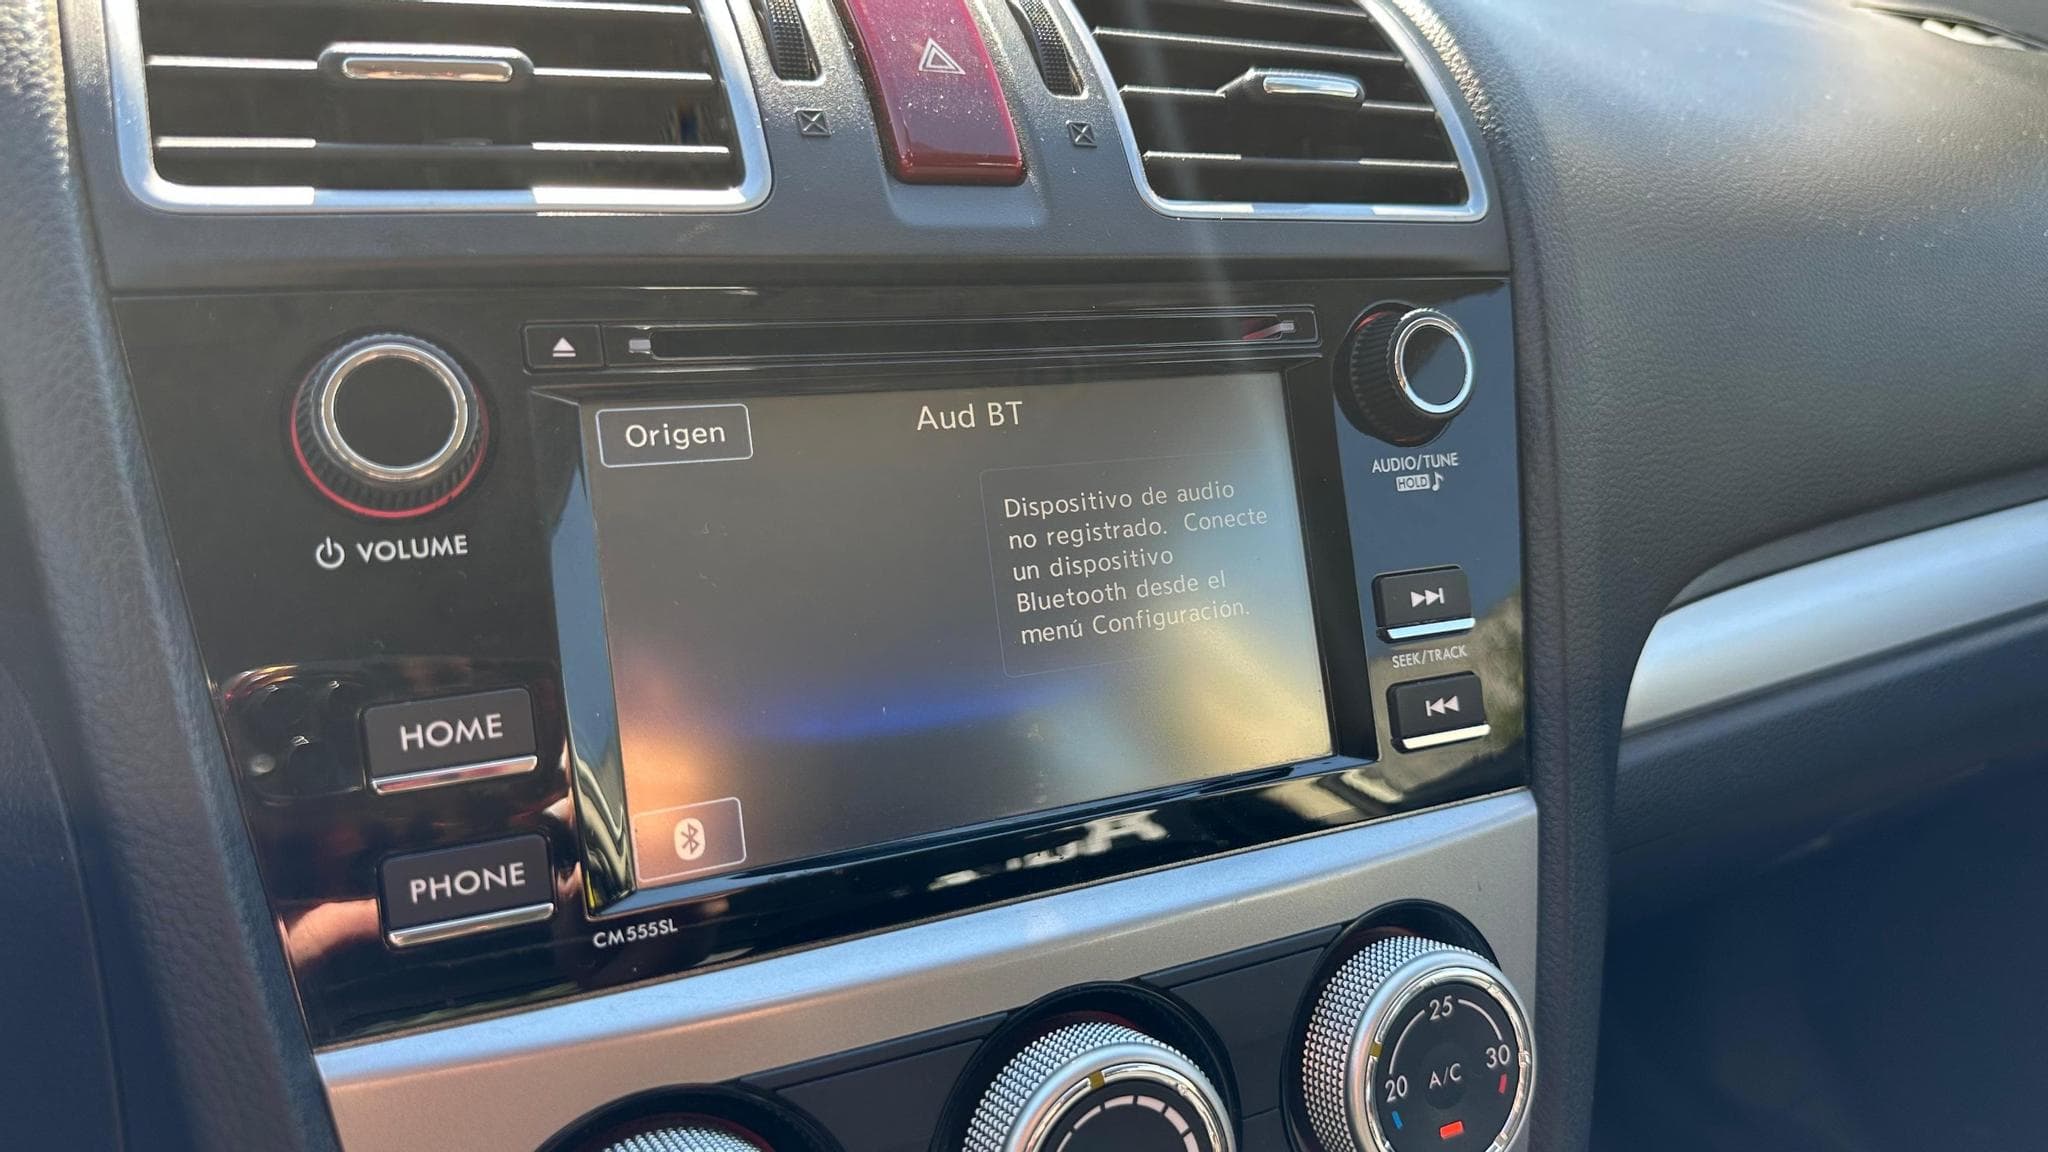 Origen
Aud BT
Dispositivo de audio
no registrado. Conecte
un dispositivo
Bluetooth desde el
menú Configuración.
VOLUME
AUDIO/TUNE
HOLD
SEEK/TRACK
HOME
PHONE
CM555SL
25
20
30
A/C